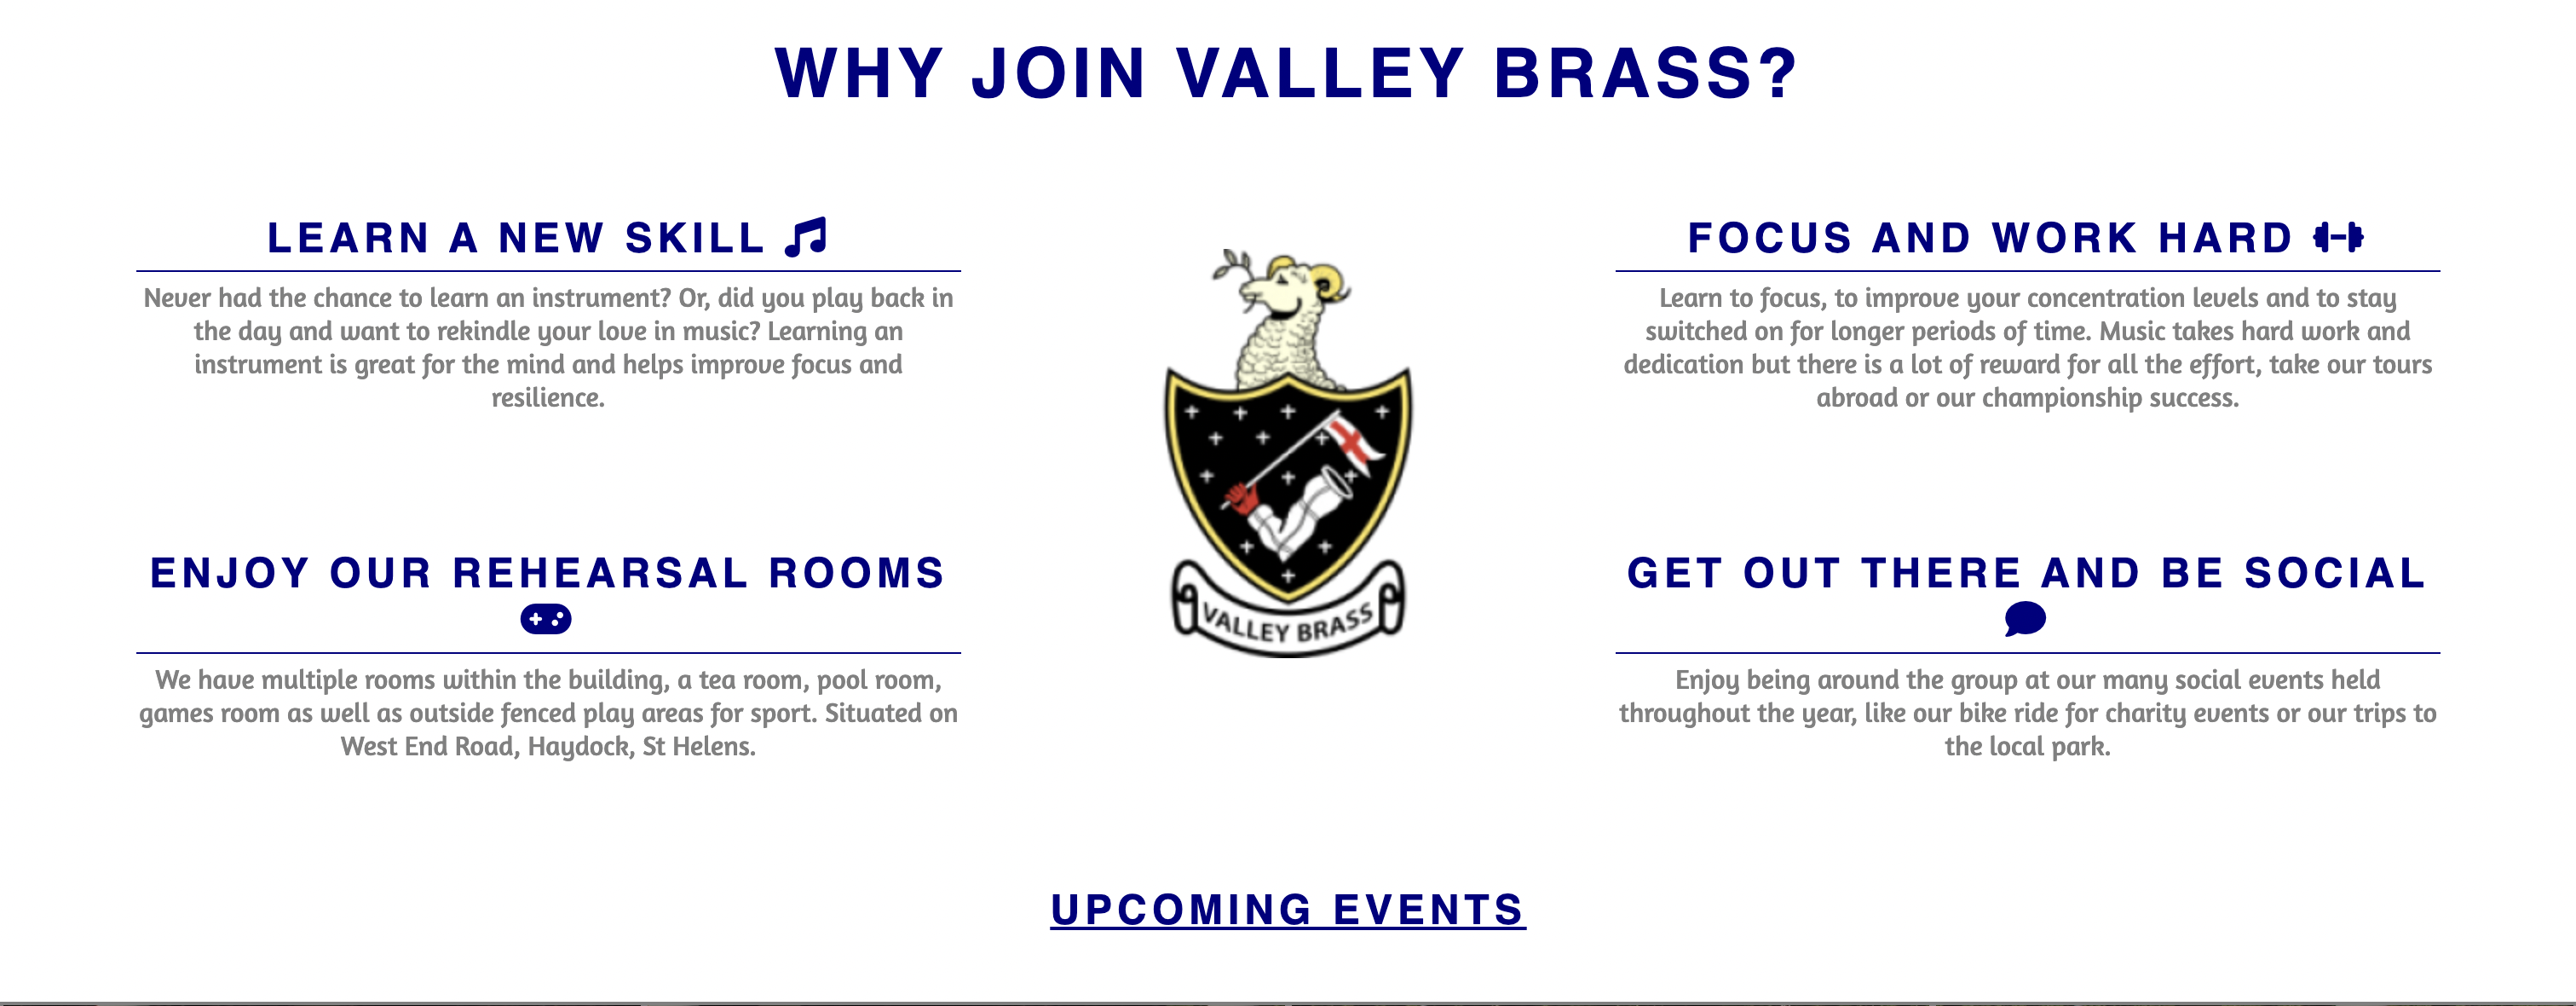 WHY JOIN VALLEY BRASS?
LEARN A NEW SKILL
Never had the chance to learn an instrument? Or, did you play back in
the day and want to rekindle your love in music? Learning an
instrument is great for the mind and helps improve focus and
resilience.
ENJOY OUR REHEARSAL ROOMS
We have multiple rooms within the building, a tea room, pool room,
games room as well as outside fenced play areas for sport. Situated on
West End Road, Haydock, St Helens.
VALLEY BRASS
FOCUS AND WORK HARD
Learn to focus, to improve your concentration levels and to stay
switched on for longer periods of time. Music takes hard work and
dedication but there is a lot of reward for all the effort, take our tours
abroad or our championship success.
GET OUT THERE AND BE SOCIAL
Enjoy being around the group at our many social events held
throughout the year, like our bike ride for charity events or our trips to
the local park.
UPCOMING EVENTS